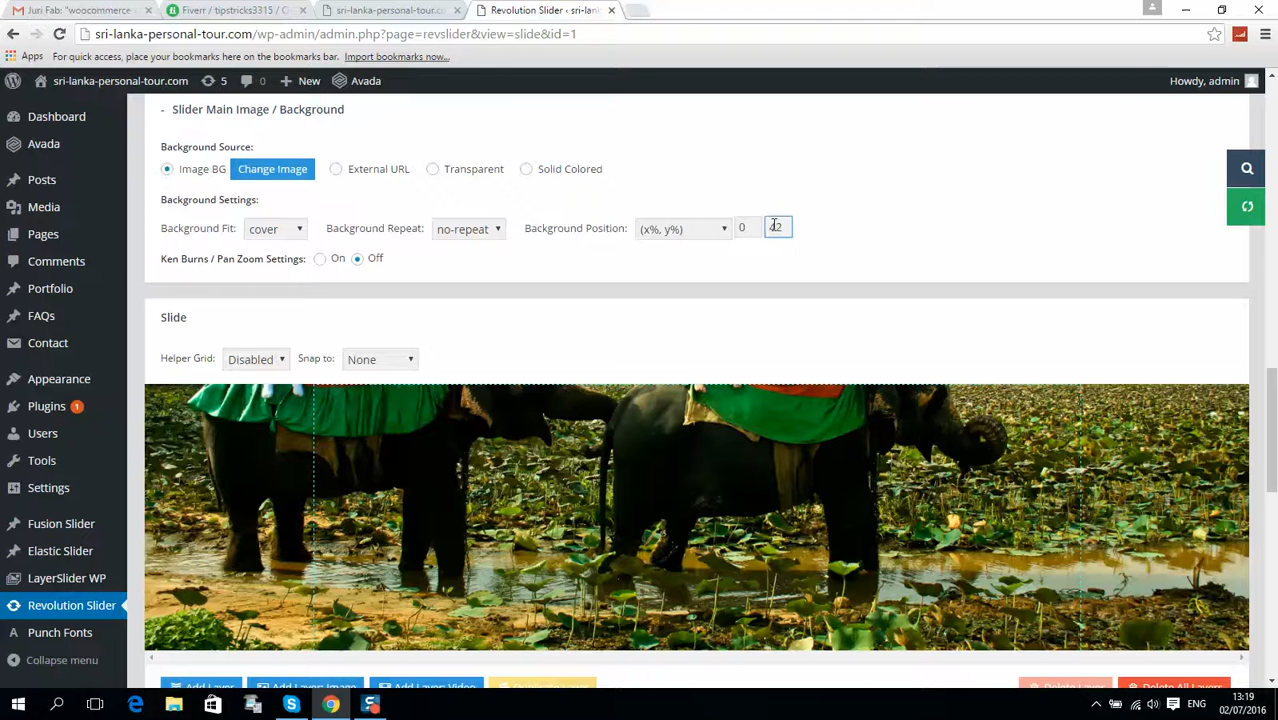 Juri Fab: "woocommerce
Fiverr / tipstricks3315 / C
sri-lanka-personal-tour.co
Revolution Slider ‹ sri-lan
sri-lanka-personal-tour.com/wp-admin/admin.php?page=revslider&view=slide&id=1
Apps For quick access, place your bookmarks here on the bookmarks bar. Import bookmarks now...
sri-lanka-personal-tour.com 5 0 New Avada Howdy, admin
Dashboard
Avada
Posts
Media
Pages
Comments
Portfolio
FAQs
Contact
Appearance
Plugins 1
Users
Tools
Settings
Fusion Slider
Elastic Slider
LayerSlider WP
Revolution Slider
Punch Fonts
Collapse menu
- Slider Main Image / Background
Background Source:
Image BG Change Image External URL Transparent Solid Colored
Background Settings:
Background Fit: cover Background Repeat: no-repeat Background Position: (x%, y%) 0
Ken Burns / Pan Zoom Settings: On Off
Slide
Helper Grid: Disabled Snap to: None
Add Layer Add Layer: Image Add Layer: Video Duplicate Layer Delete Layer Delete All Layers
ENG
13:19
02/07/2016